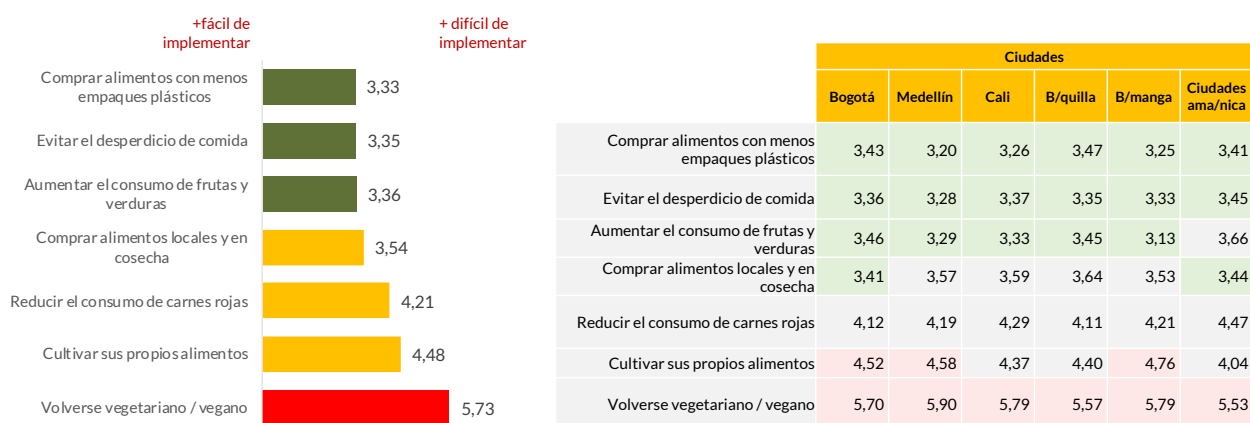 +fácil de
implementar
+ difícil de
implementar
Comprar alimentos con menos
empaques plásticos
3,33
Evitar el desperdicio de comida
3,35
Aumentar el consumo de frutas y
verduras
3,36
Comprar alimentos locales y en
cosecha
3,54
Reducir el consumo de carnes rojas
4,21
Cultivar sus propios alimentos
4,48
Volverse vegetariano / vegano
5,73
Ciudades
Bogotá Medellín Cali B/quilla B/manga Ciudades
ama/nica
Comprar alimentos con menos
empaques plásticos
3,43 3,20 3,26 3,47 3,25 3,41
Evitar el desperdicio de comida 3,36 3,28 3,37 3,35 3,33 3,45
Aumentar el consumo de frutas y
verduras
3,46 3,29 3,33 3,45 3,13 3,66
Comprar alimentos locales y en
cosecha
3,41 3,57 3,59 3,64 3,53 3,44
Reducir el consumo de carnes rojas 4,12 4,19 4,29 4,11 4,21 4,47
Cultivar sus propios alimentos 4,52 4,58 4,37 4,40 4,76 4,04
Volverse vegetariano / vegano 5,70 5,90 5,79 5,57 5,79 5,53